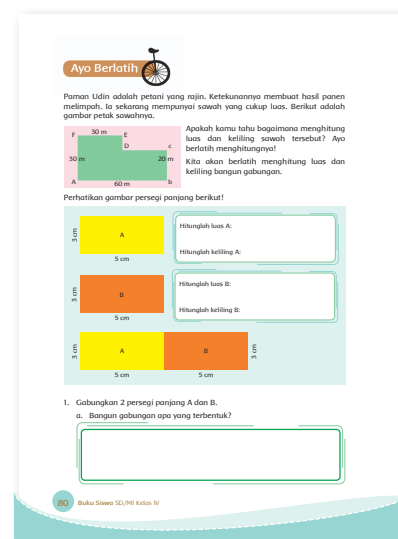 Ayo Berlatih
Paman Udin adalah petani yang rajin. Ketekunannya membuat hasil panen
melimpah. Ia sekarang mempunyai sawah yang cukup luas. Berikut adalah
gambar petak sawahnya.
F 30 m E
D c
30 m 20 m
A 60 m b
Apakah kamu tahu bagaimana menghitung
luas dan keliling sawah tersebut? Ayo
berlatih menghitungnya!
Kita akan berlatih menghitung luas dan
keliling bangun gabungan.
Perhatikan gambar persegi panjang berikut!
3 cm
A
5 cm
Hitunglah luas A:
Hitunglah keliling A:
3 cm
B
5 cm
Hitunglah luas B:
Hitunglah keliling B:
3 cm A B 3 cm
5 cm 5 cm
1. Gabungkan 2 persegi panjang A dan B.
a. Bangun gabungan apa yang terbentuk?
80 Buku Siswa SD/MI Kelas IV